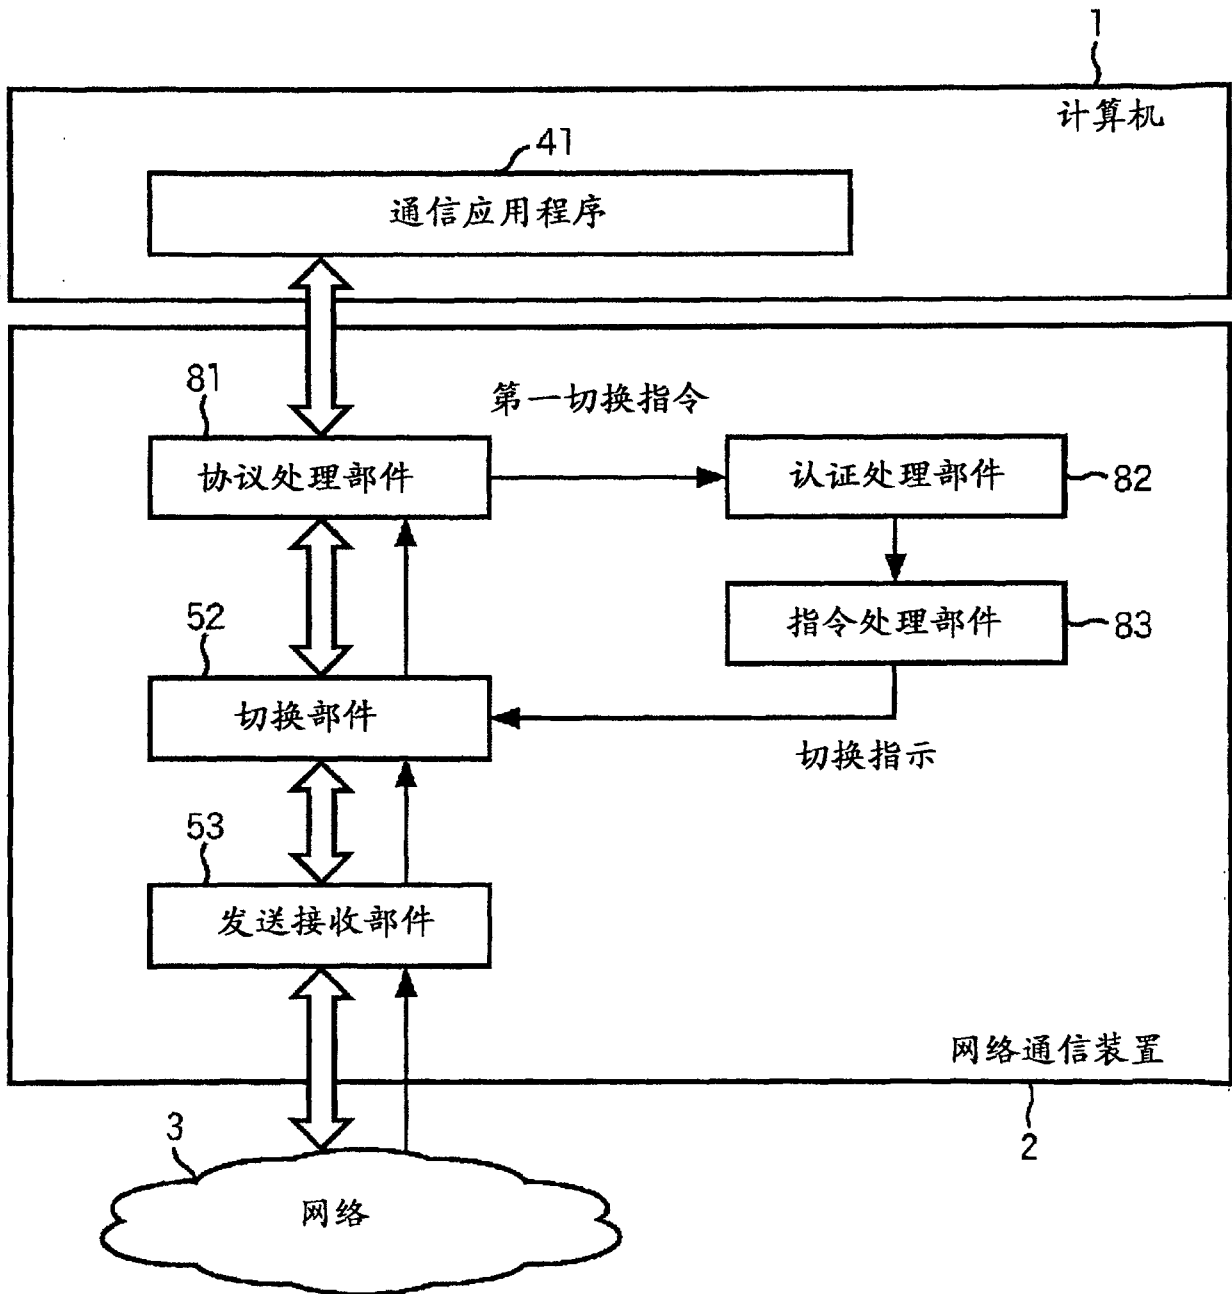 1
计算机
41
通信应用程序
81
第一切换指令
协议处理部件
认证处理部件
82
52
指令处理部件
83
切换部件
切换指示
53
发送接收部件
网络通信装置
3
2
网络